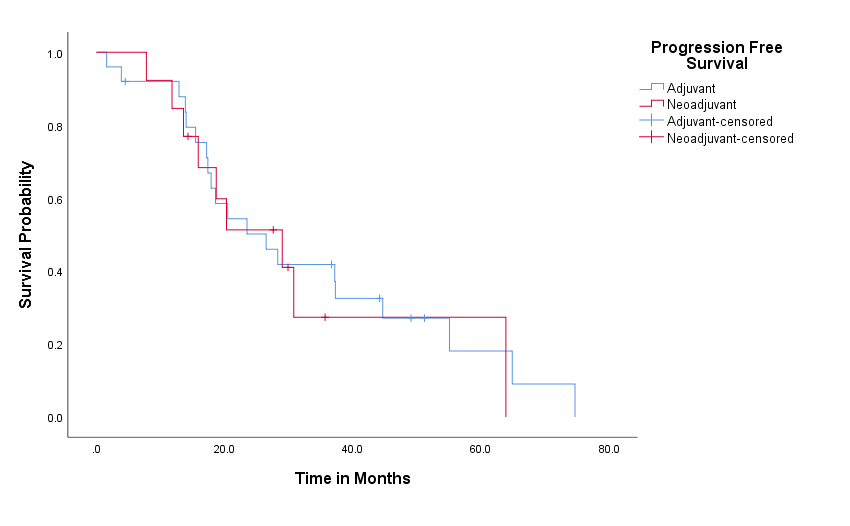 Progression Free
Survival
Adjuvant
Neoadjuvant
Adjuvant-censored
Neoadjuvant-censored
Survival Probability
1.0
0.8
0.6
0.4
0.2
0.0
.0
20.0
40.0
60.0
80.0
Time in Months